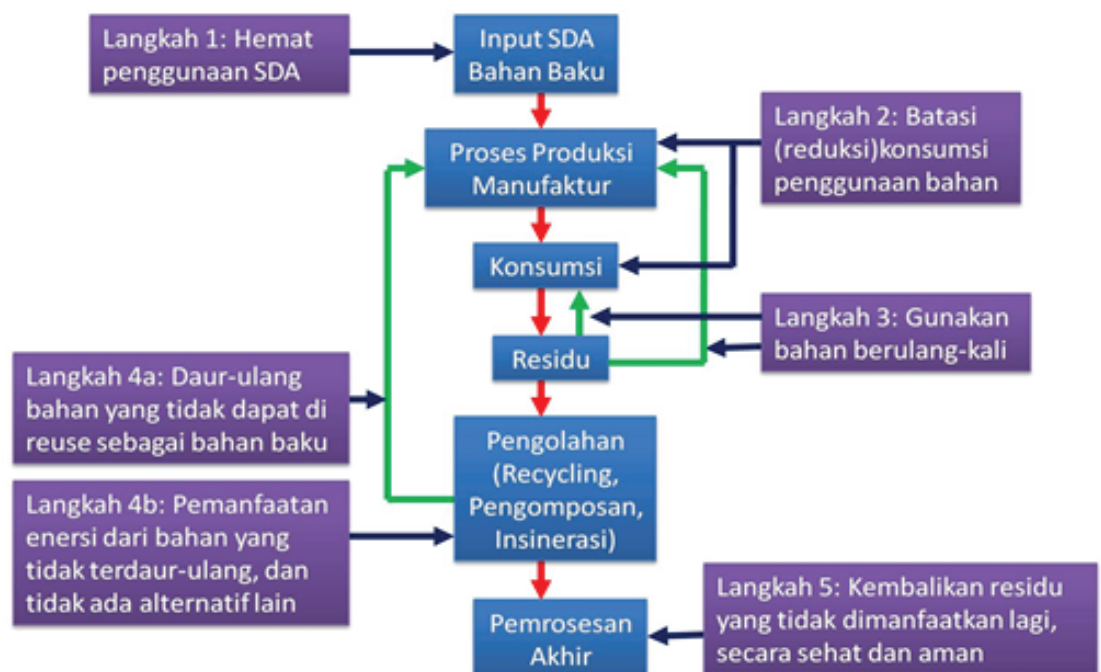 Langkah 1: Hemat
penggunaan SDA
Input SDA
Bahan Baku
Langkah 2: Batasi
(reduksi)konsumsi
penggunaan bahan
Proses Produksi
Manufaktur
Konsumsi
Langkah 3: Gunakan
bahan berulang-kali
Residu
Langkah 4a: Daur-ulang
bahan yang tidak dapat di
reuse sebagai bahan baku
Pengolahan
(Recycling,
Pengomposan,
Insinerasi)
Langkah 4b: Pemanfaatan
enersi dari bahan yang
tidak terdaur-ulang, dan
tidak ada alternatif lain
Langkah 5: Kembalikan residu
yang tidak dimanfaatkan lagi,
secara sehat dan aman
Pemrosesan
Akhir